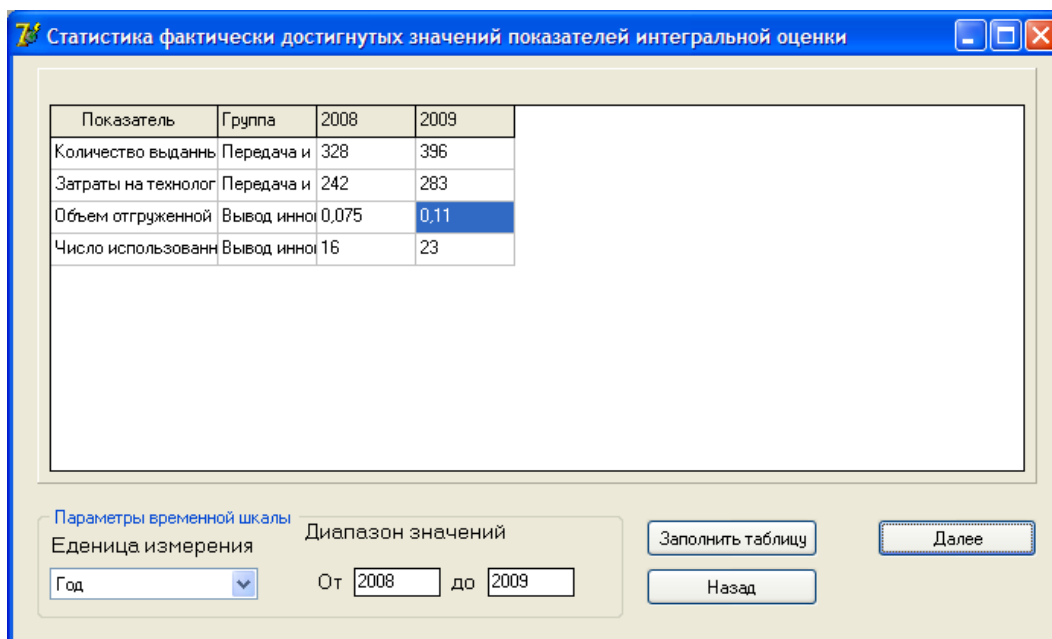 Статистика фактически достигнутых значений показателей интегральной оценки
Показатель Группа 2008 2009
Количество выданнь Передача и 328 396
Затраты на технолог Передача и 242 283
Объем отгруженной Вывод инно 0,075 0,11
Число использованн Вывод инно 16 23
Параметры временной шкалы
Еденица измерения
Диапазон значений
Год
От 2008 до 2009
Заполнить таблицу
Далее
Назад